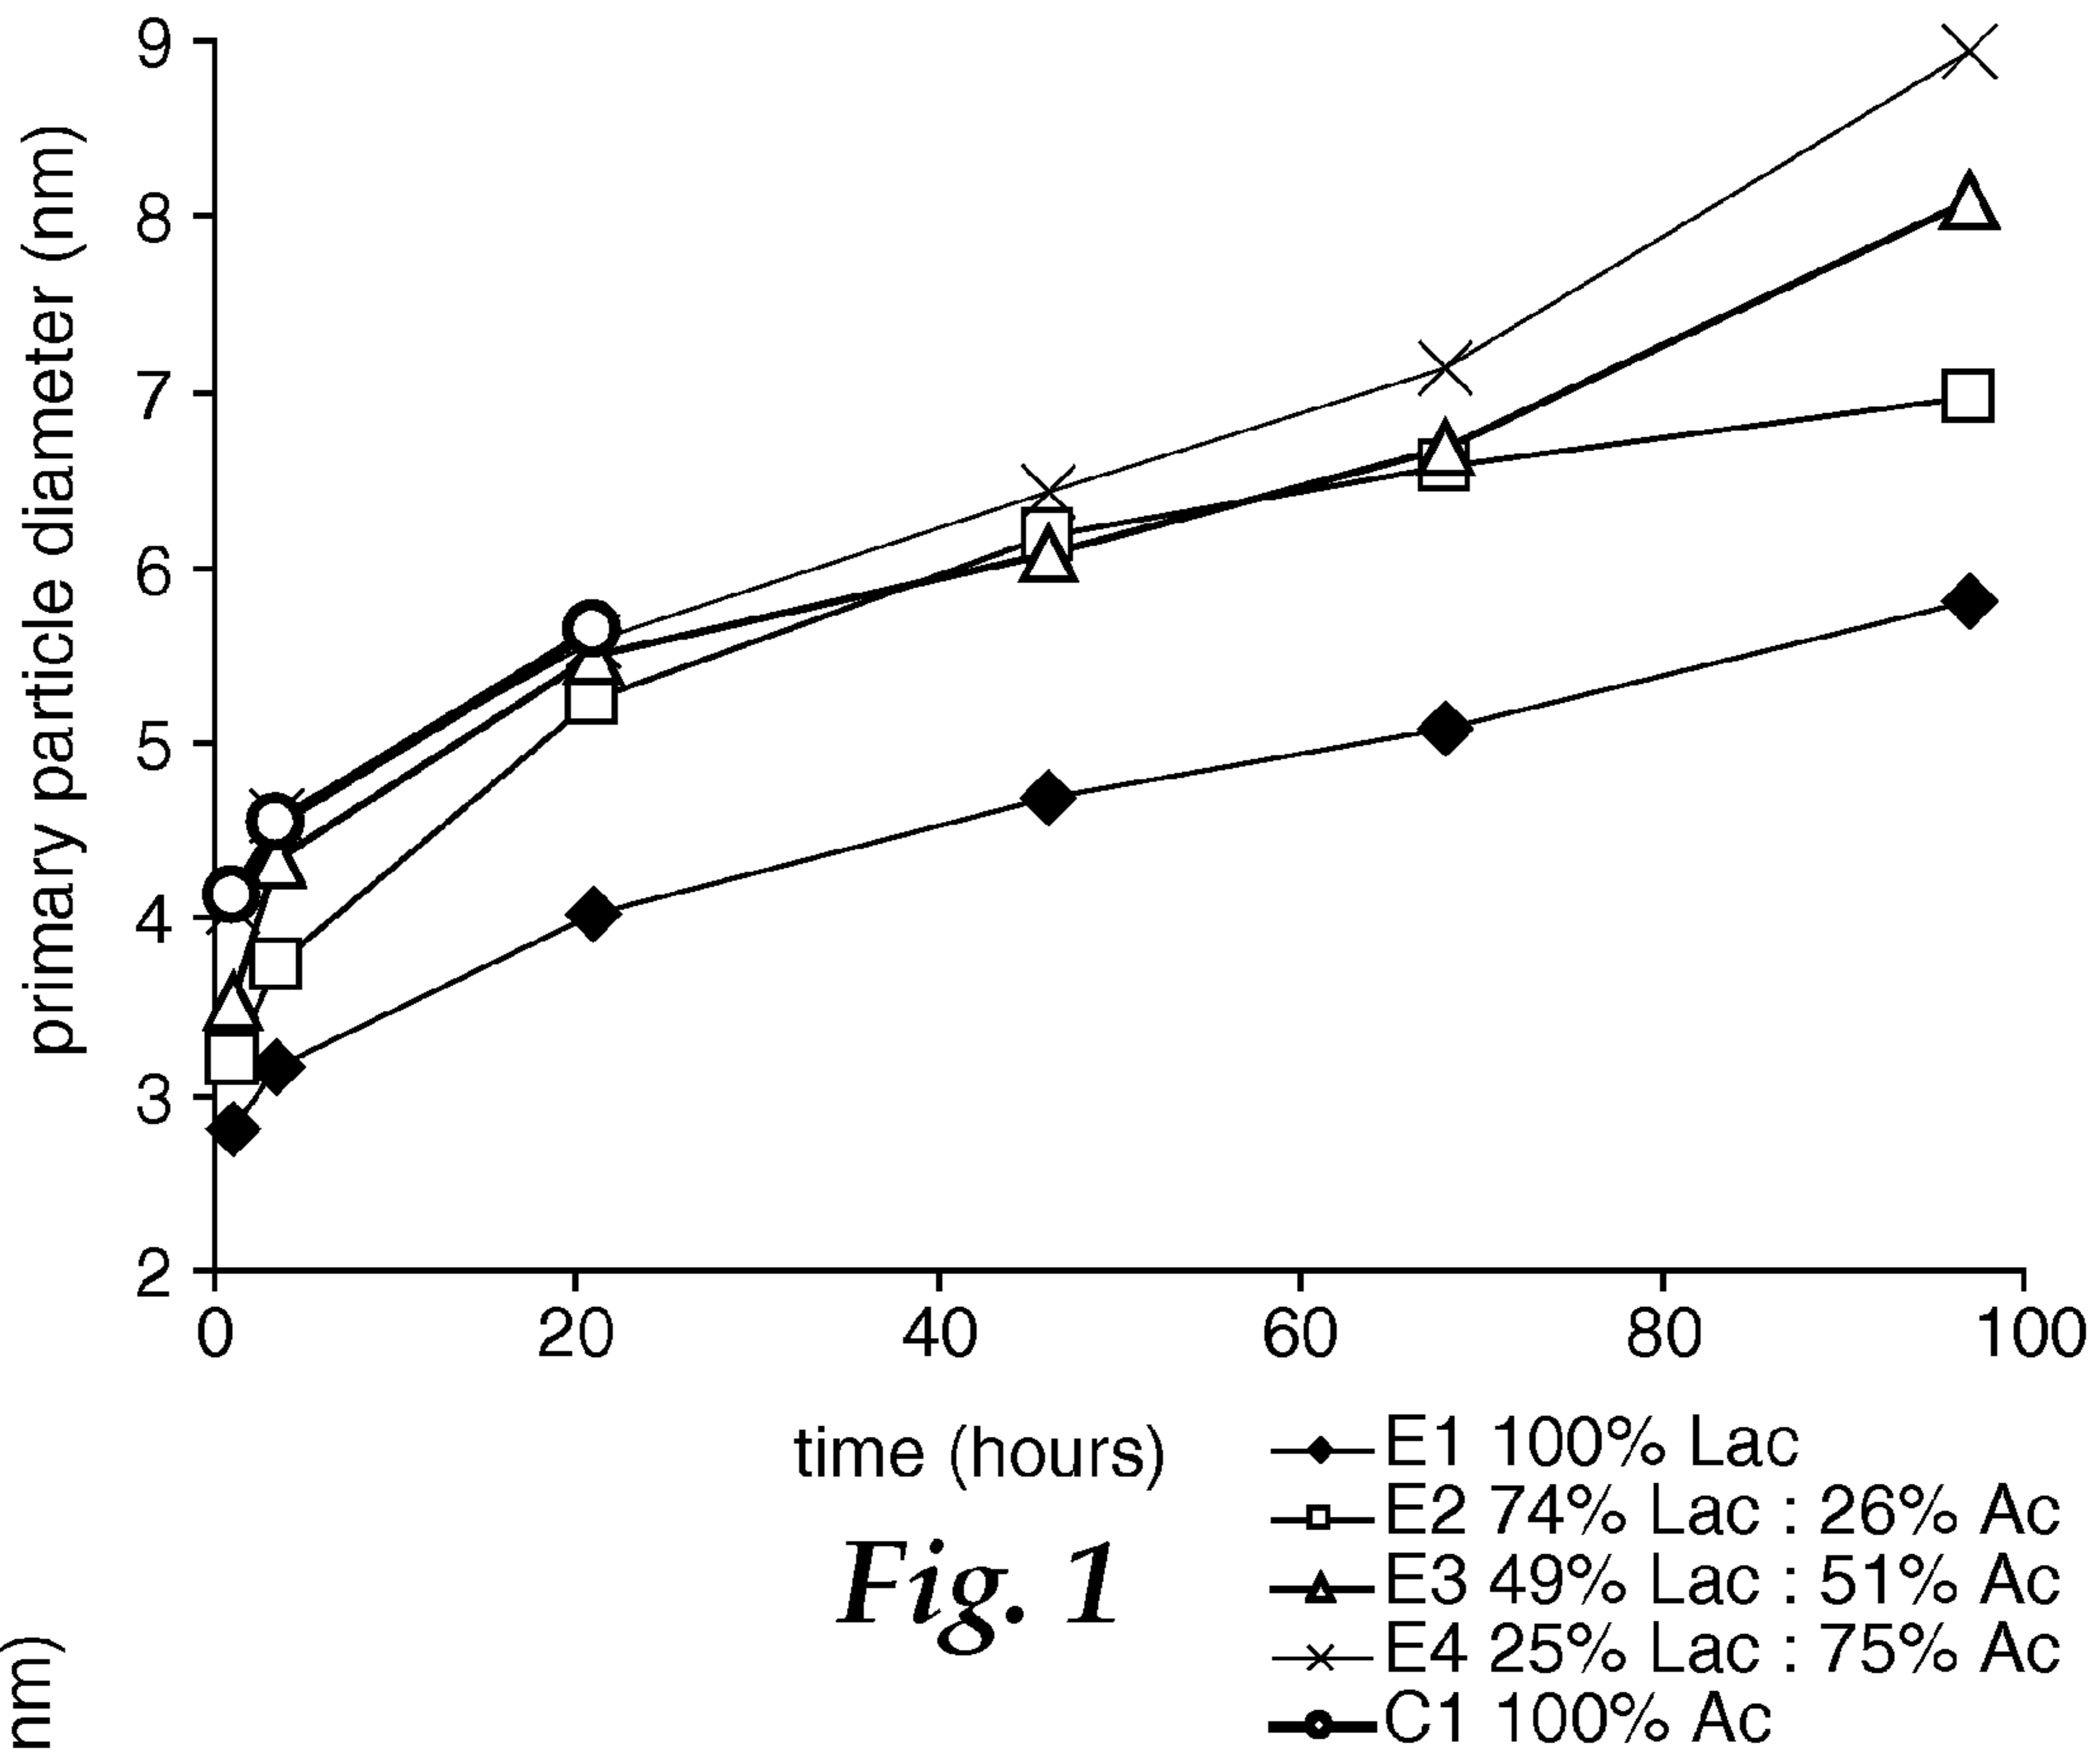 primary particle diameter (nm)
9
8
7
6
5
4
3
2
0 20 40 60 80 100
time (hours)
E1 100% Lac
E2 74% Lac : 26% Ac
E3 49% Lac : 51% Ac
E4 25% Lac : 75% Ac
C1 100% Ac
Fig. 1
nm)